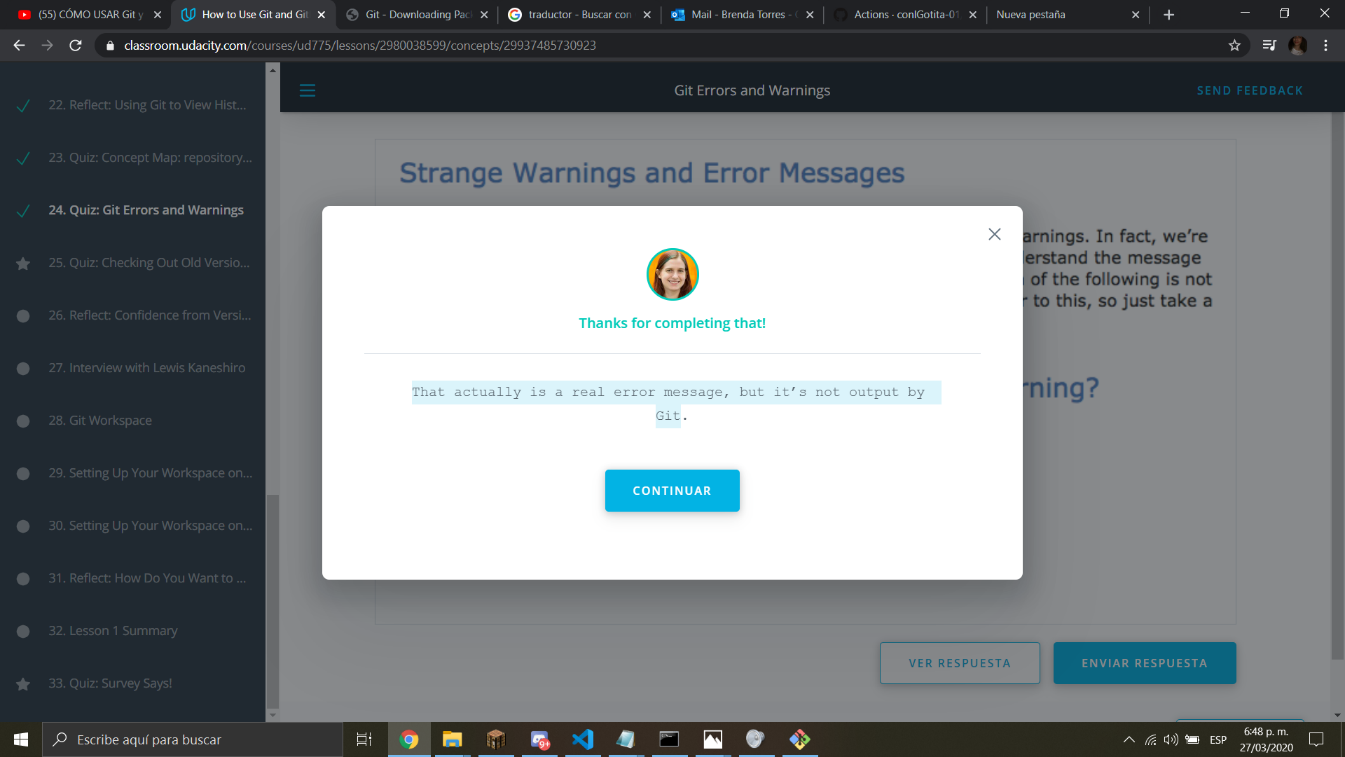 (55) CÓMO USAR Git y
How to Use Git and Git
Git - Downloading Pac
traductor - Buscar con
Mail - Brenda Torres -
Actions · conlGotita-01
Nueva pestaña
classroom.udacity.com/courses/ud775/lessons/2980038599/concepts/29937485730923
22. Reflect: Using Git to View Hist...
23. Quiz: Concept Map: repository,...
24. Quiz: Git Errors and Warnings
25. Quiz: Checking Out Old Versio...
26. Reflect: Confidence from Versi...
27. Interview with Lewis Kaneshiro
28. Git Workspace
29. Setting Up Your Workspace on...
30. Setting Up Your Workspace on...
31. Reflect: How Do You Want to ...
32. Lesson 1 Summary
33. Quiz: Survey Says!
Git Errors and Warnings
SEND FEEDBACK
Strange Warnings and Error Messages
arnings. In fact, we're
erstand the message
of the following is not
r to this, so just take a
rning?
Thanks for completing that!
That actually is a real error message, but it’s not output by
Git.
CONTINUAR
VER RESPUESTA
ENVIAR RESPUESTA
Escribe aquí para buscar
9+
ESP
6:48 p. m.
27/03/2020